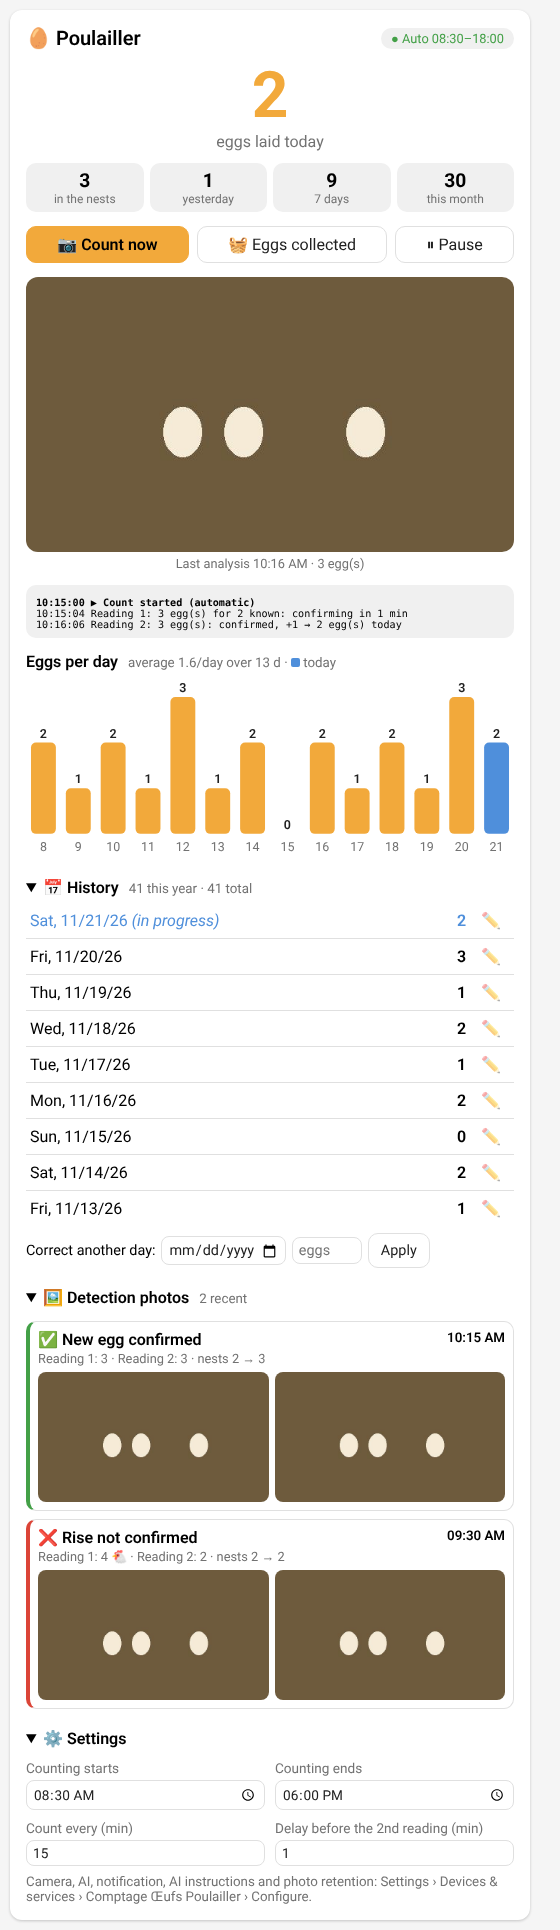 🥚 Poulailler
● Auto 08:30–18:00
2
eggs laid today
3
in the nests
1
yesterday
9
7 days
30
this month
📷 Count now
🧺 Eggs collected
⏸ Pause
Last analysis 10:16 AM · 3 egg(s)
10:15:00 ▶ Count started (automatic)
10:15:04 Reading 1: 3 egg(s) for 2 known: confirming in 1 min
10:16:06 Reading 2: 3 egg(s): confirmed, +1 → 2 egg(s) today
Eggs per day average 1.6/day over 13 d · today
2 1 2 1 3 1 2 0 2 1 2 1 3 2
8 9 10 11 12 13 14 15 16 17 18 19 20 21
▼ 📅 History 41 this year · 41 total
Sat, 11/21/26 (in progress) 2 ✏️
Fri, 11/20/26 3 ✏️
Thu, 11/19/26 1 ✏️
Wed, 11/18/26 2 ✏️
Tue, 11/17/26 1 ✏️
Mon, 11/16/26 2 ✏️
Sun, 11/15/26 0 ✏️
Sat, 11/14/26 2 ✏️
Fri, 11/13/26 1 ✏️
Correct another day: mm/dd/yyyy eggs Apply
▼ 🖼️ Detection photos 2 recent
✅ New egg confirmed 10:15 AM
Reading 1: 3 · Reading 2: 3 · nests 2 → 3
❌ Rise not confirmed 09:30 AM
Reading 1: 4 🐔 · Reading 2: 2 · nests 2 → 2
▼ ⚙️ Settings
Counting starts
Counting ends
08:30 AM
06:00 PM
Count every (min)
Delay before the 2nd reading (min)
15
1
Camera, AI, notification, AI instructions and photo retention: Settings › Devices &
services › Comptage Œufs Poulailler › Configure.